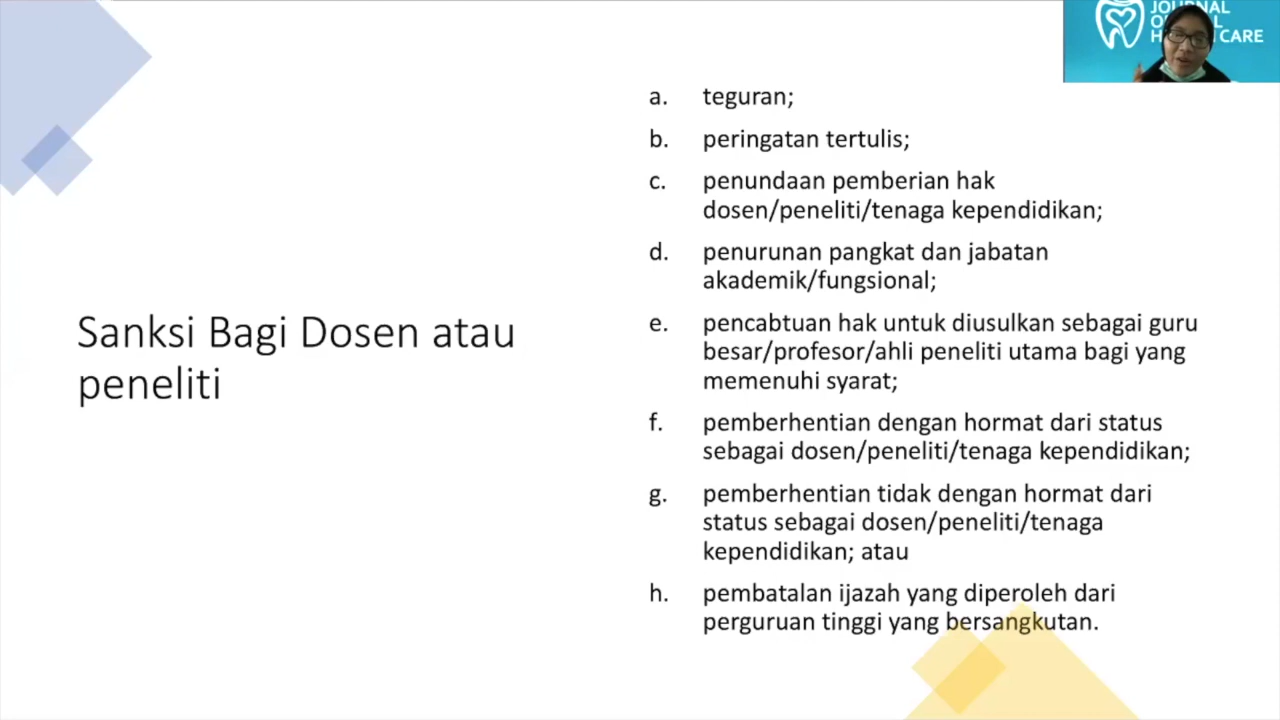 JOURNAL
CARE
Sanksi Bagi Dosen atau
peneliti
a. teguran;
b. peringatan tertulis;
c. penundaan pemberian hak
dosen/peneliti/tenaga kependidikan;
d. penurunan pangkat dan jabatan
akademik/fungsional;
e. pencabtuan hak untuk diusulkan sebagai guru
besar/profesor/ahli peneliti utama bagi yang
memenuhi syarat;
f. pemberhentian dengan hormat dari status
sebagai dosen/peneliti/tenaga kependidikan;
g. pemberhentian tidak dengan hormat dari
status sebagai dosen/peneliti/tenaga
kependidikan; atau
h. pembatalan ijazah yang diperoleh dari
perguruan tinggi yang bersangkutan.